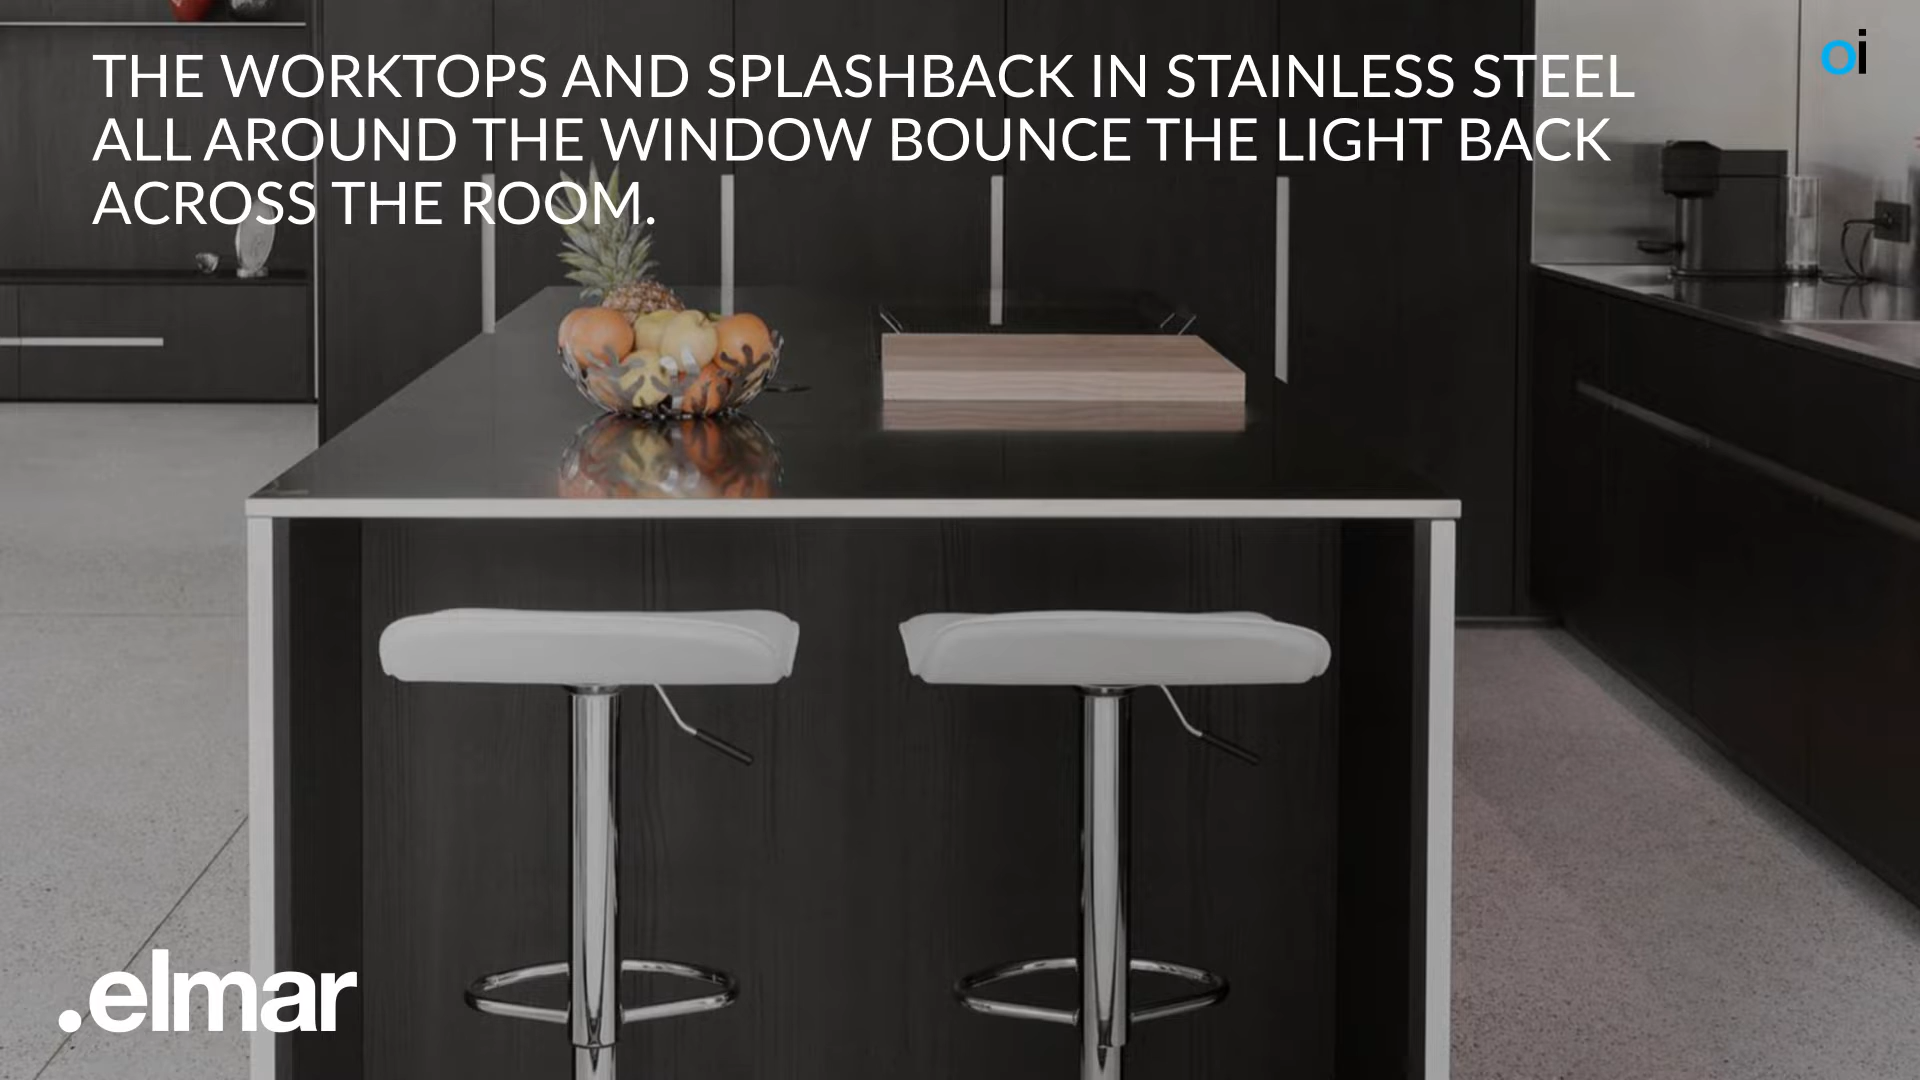 THE WORKTOPS AND SPLASHBACK IN STAINLESS STEEL
ALL AROUND THE WINDOW BOUNCE THE LIGHT BACK
ACROSS THE ROOM.
oi
.elmar